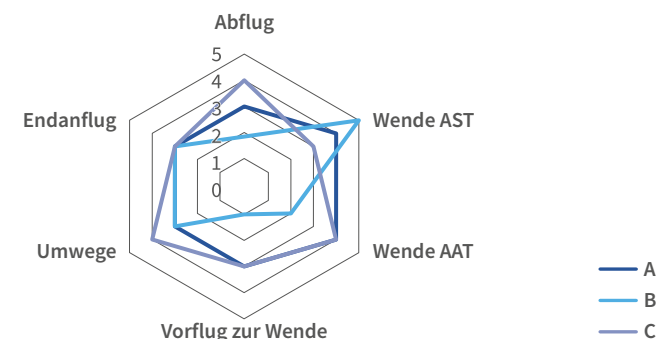 Abflug
5
4
3
2
1
0
Endanflug
Wende AST
Umwege
Wende AAT
Vorflug zur Wende
A
B
C